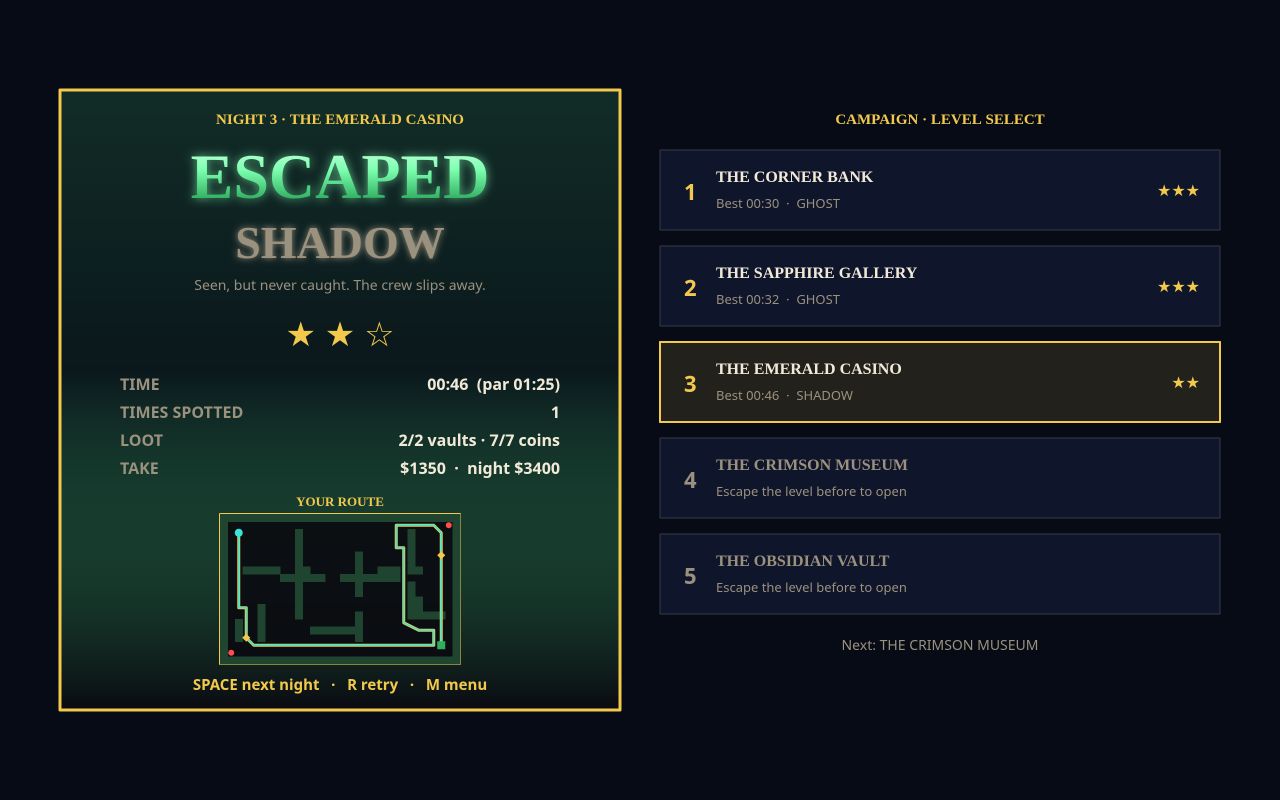 NIGHT 3 · THE EMERALD CASINO
ESCAPED
SHADOW
Seen, but never caught. The crew slips away.
★ ★ ☆
TIME 00:46 (par 01:25)
TIMES SPOTTED 1
LOOT 2/2 vaults · 7/7 coins
TAKE $1350 · night $3400
YOUR ROUTE
SPACE next night · R retry · M menu
CAMPAIGN · LEVEL SELECT
1 THE CORNER BANK ★★★
Best 00:30 · GHOST
2 THE SAPPHIRE GALLERY ★★★
Best 00:32 · GHOST
3 THE EMERALD CASINO ★★
Best 00:46 · SHADOW
4 THE CRIMSON MUSEUM
Escape the level before to open
5 THE OBSIDIAN VAULT
Escape the level before to open
Next: THE CRIMSON MUSEUM